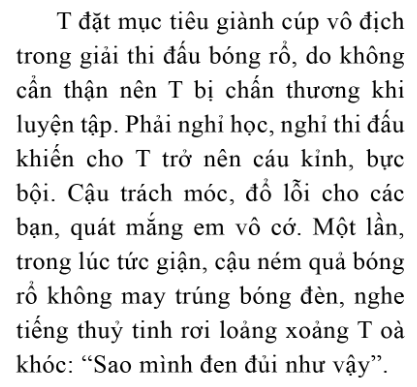 T đặt mục tiêu giành cúp vô địch
trong giải thi đấu bóng rổ, do không
cẩn thận nên T bị chấn thương khi
luyện tập. Phải nghỉ học, nghỉ thi đấu
khiến cho T trở nên cáu kỉnh, bực
bội. Cậu trách móc, đổ lỗi cho các
bạn, quát mắng em vô cớ. Một lần,
trong lúc tức giận, cậu ném quả bóng
rổ không may trúng bóng đèn, nghe
tiếng thuỷ tinh rơi loảng xoảng T oà
khóc: “Sao mình đen đủi như vậy”.